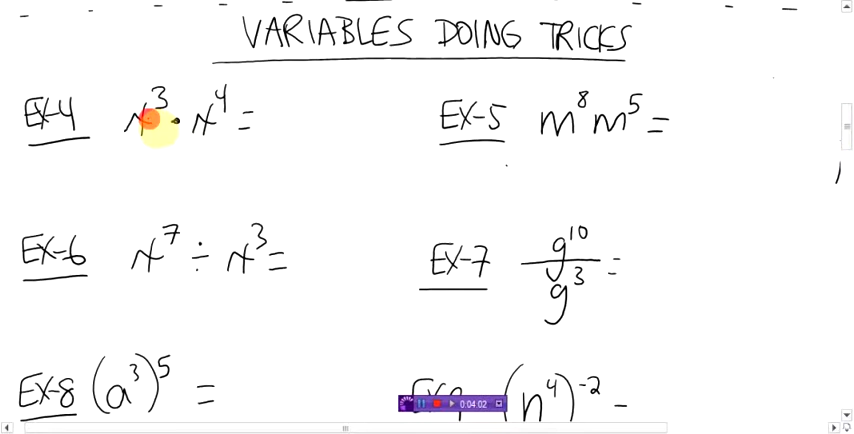 VARIABLES DOING TRICKS
EX-4 x³ · x⁴ =
EX-5 m⁸m⁵ =
EX-6 x⁷ ÷ x³ =
EX-7 g¹⁰/g³ =
EX-8 (a³)⁵ =
(n⁴)⁻²
0:04:02